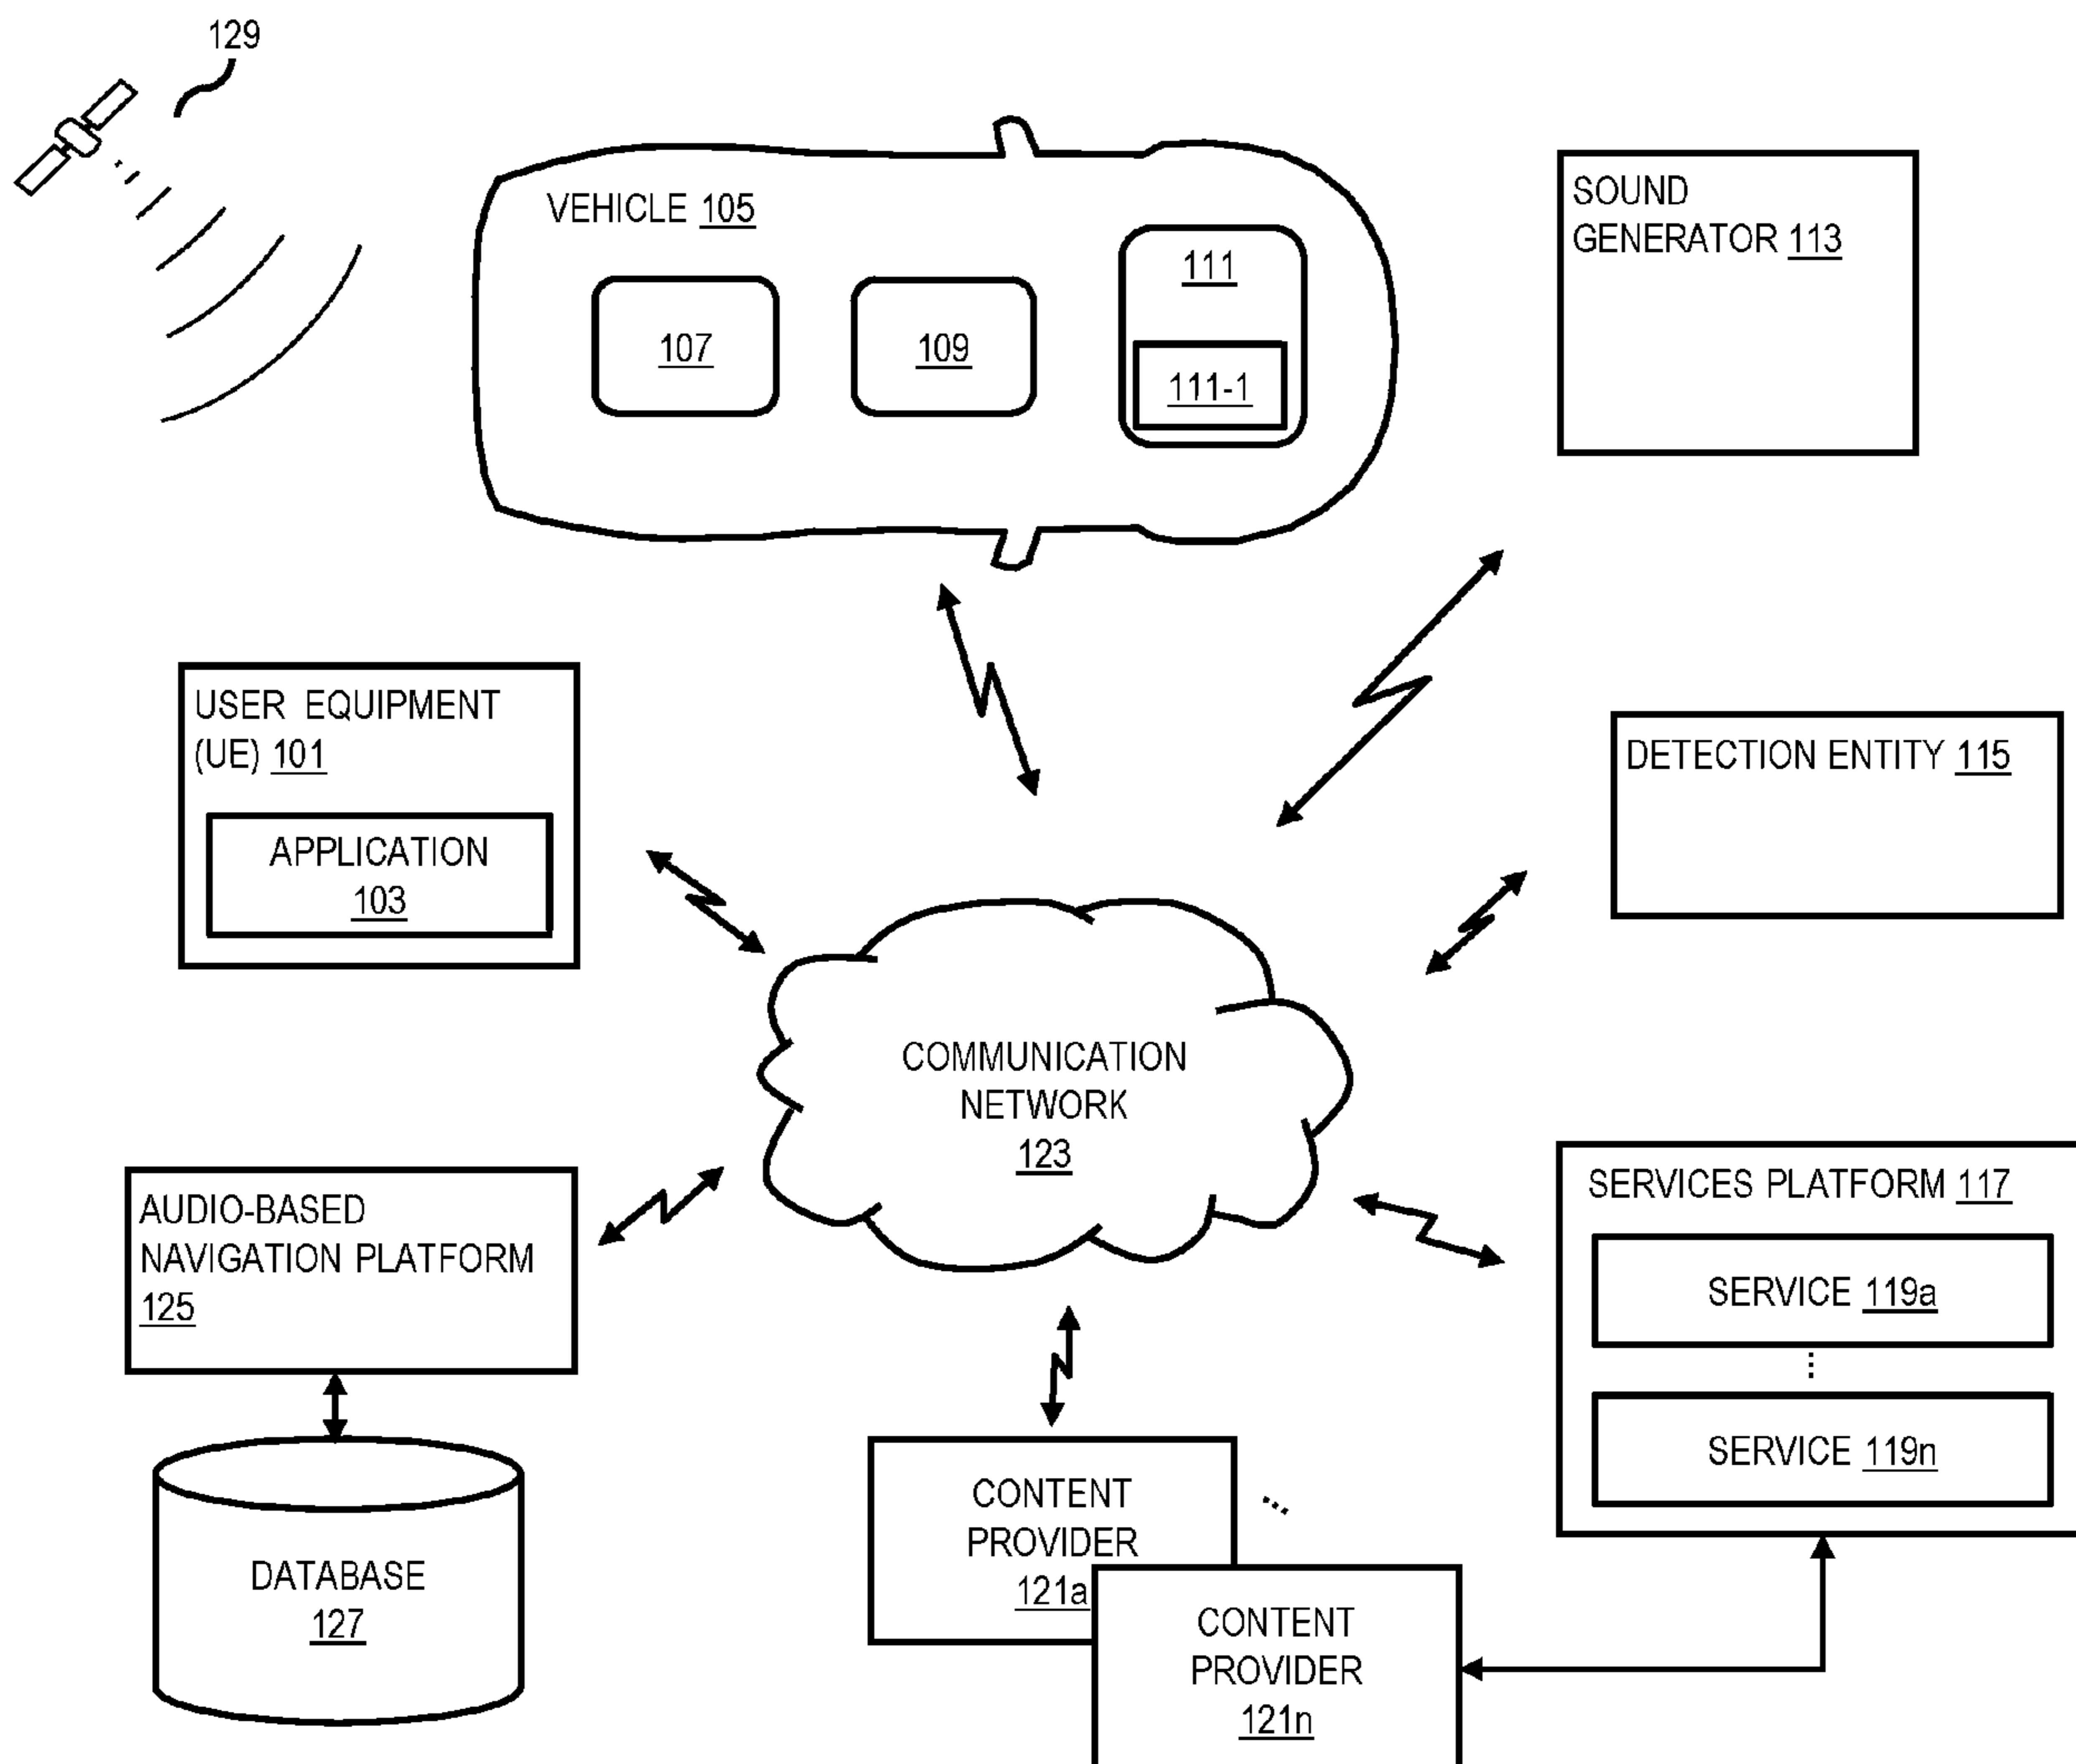 129
VEHICLE 105
107
109
111
111-1
SOUND
GENERATOR 113
USER EQUIPMENT
(UE) 101
APPLICATION
103
DETECTION ENTITY 115
COMMUNICATION
NETWORK
123
AUDIO-BASED
NAVIGATION PLATFORM
125
SERVICES PLATFORM 117
SERVICE 119a
⋮
SERVICE 119n
DATABASE
127
CONTENT
PROVIDER
121a
...
CONTENT
PROVIDER
121n